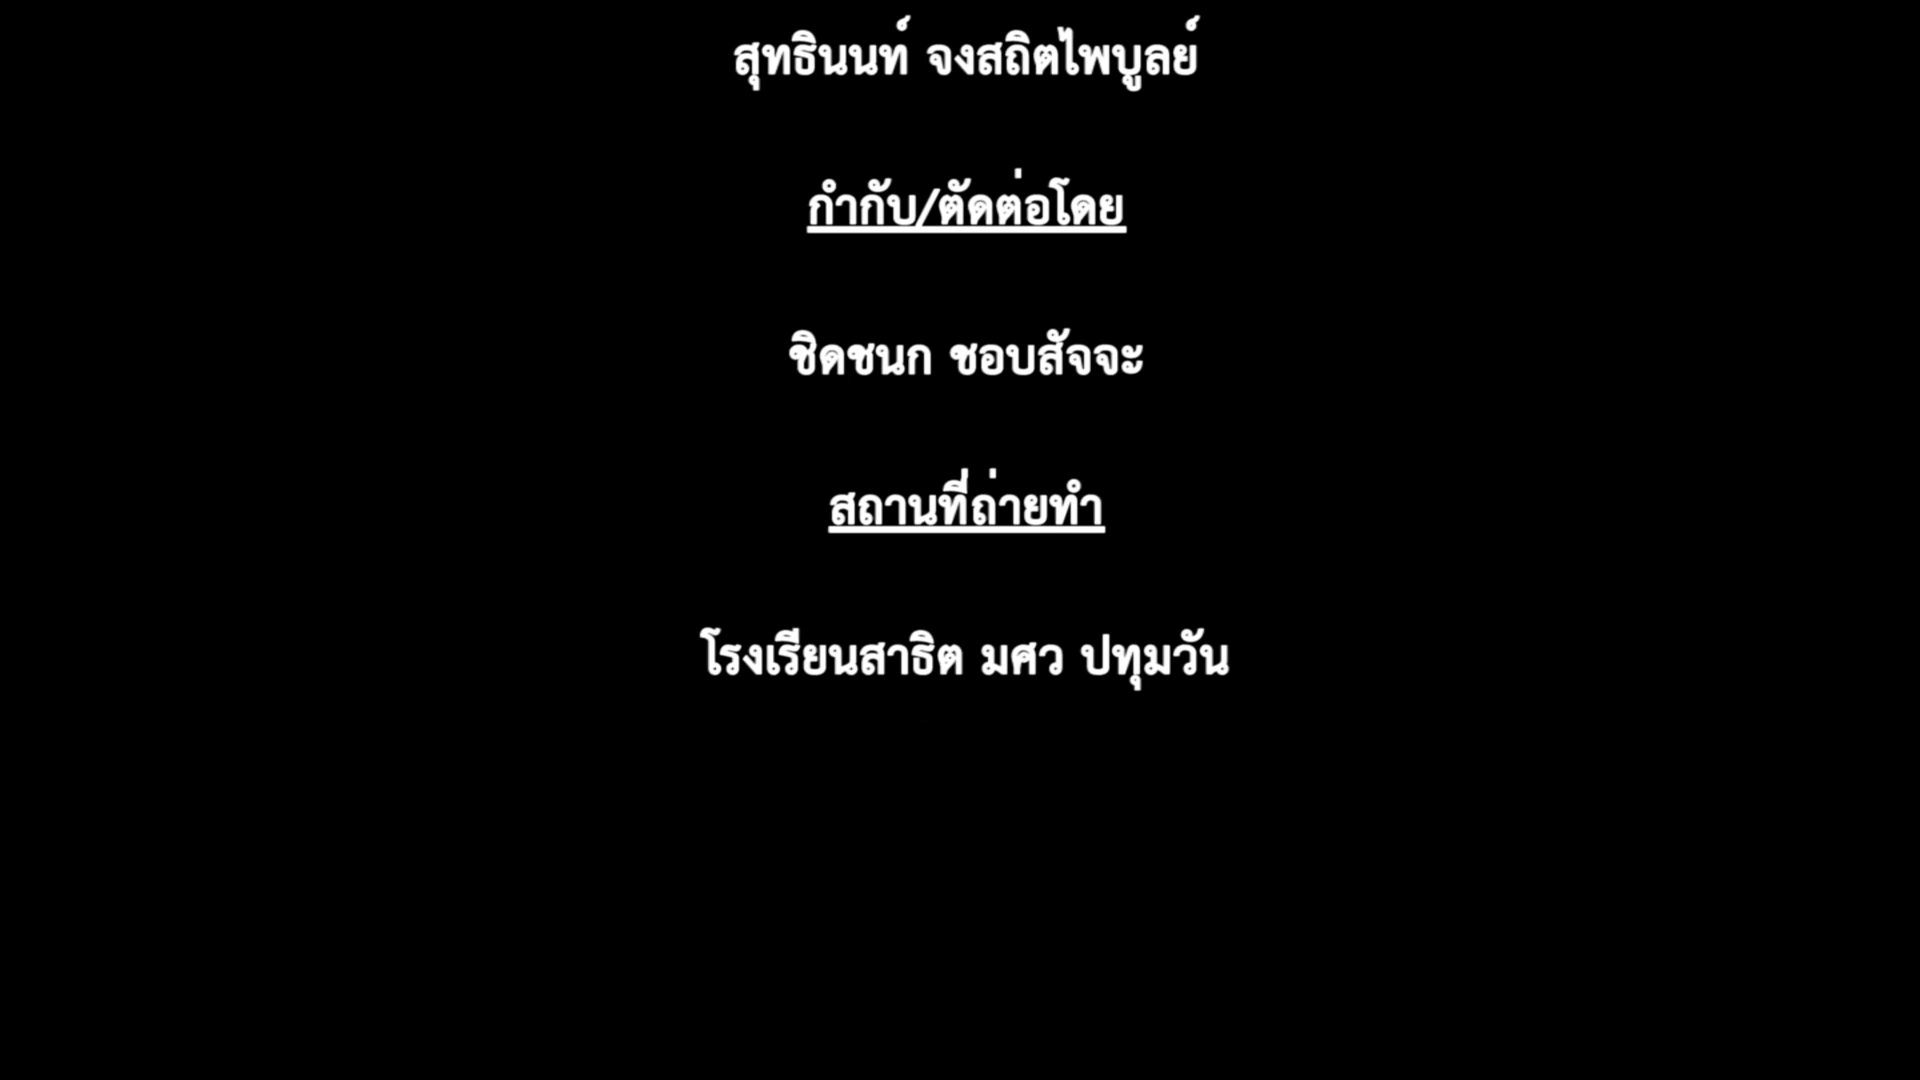 สุทธินนท์ จงสถิตไพบูลย์
กำกับ/ตัดต่อโดย
ชิดชนก ชอบสัจจะ
สถานที่ถ่ายทำ
โรงเรียนสาธิต มศว ปทุมวัน